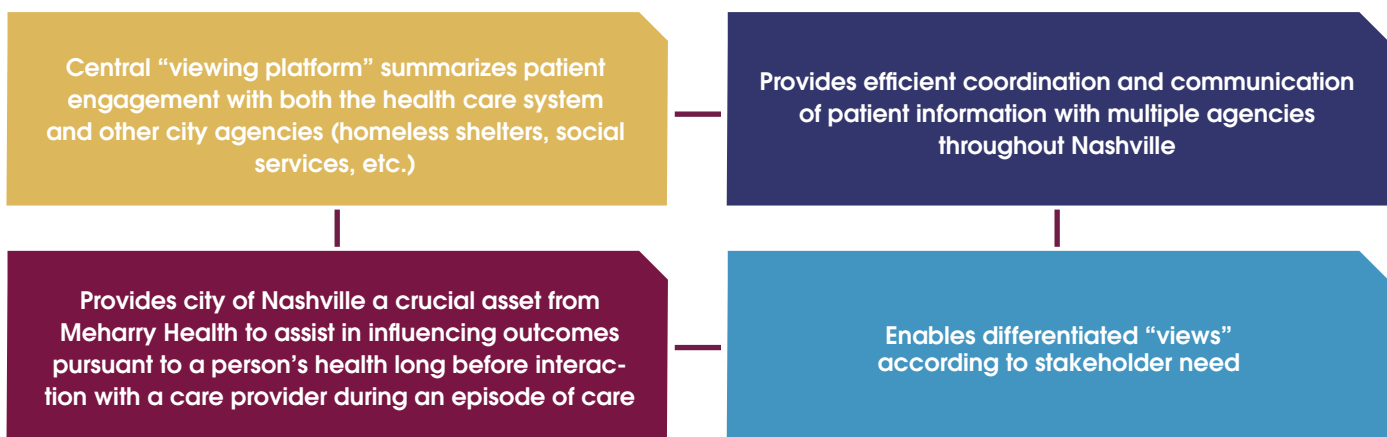 Central “viewing platform” summarizes patient
engagement with both the health care system
and other city agencies (homeless shelters, social
services, etc.)
Provides efficient coordination and communication
of patient information with multiple agencies
throughout Nashville
Provides city of Nashville a crucial asset from
Meharry Health to assist in influencing outcomes
pursuant to a person’s health long before interac-
tion with a care provider during an episode of care
Enables differentiated “views”
according to stakeholder need